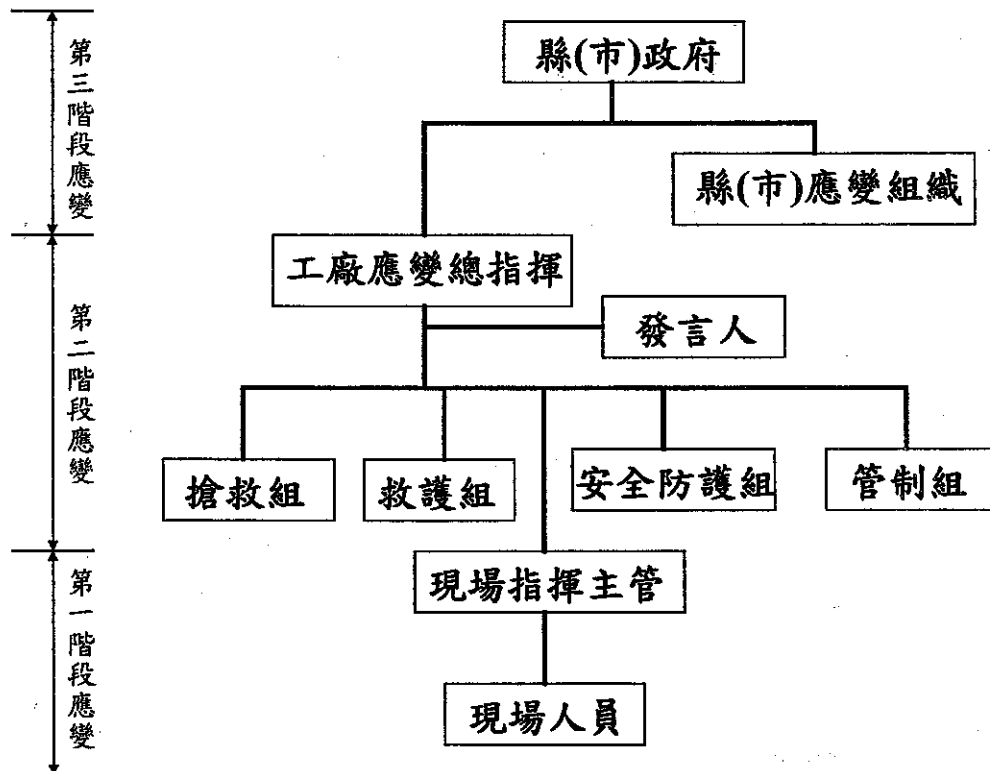 第三階段應變
縣(市)政府
縣(市)應變組織
第二階段應變
工廠應變總指揮
發言人
搶救組
救護組
安全防護組
管制組
第一階段應變
現場指揮主管
現場人員